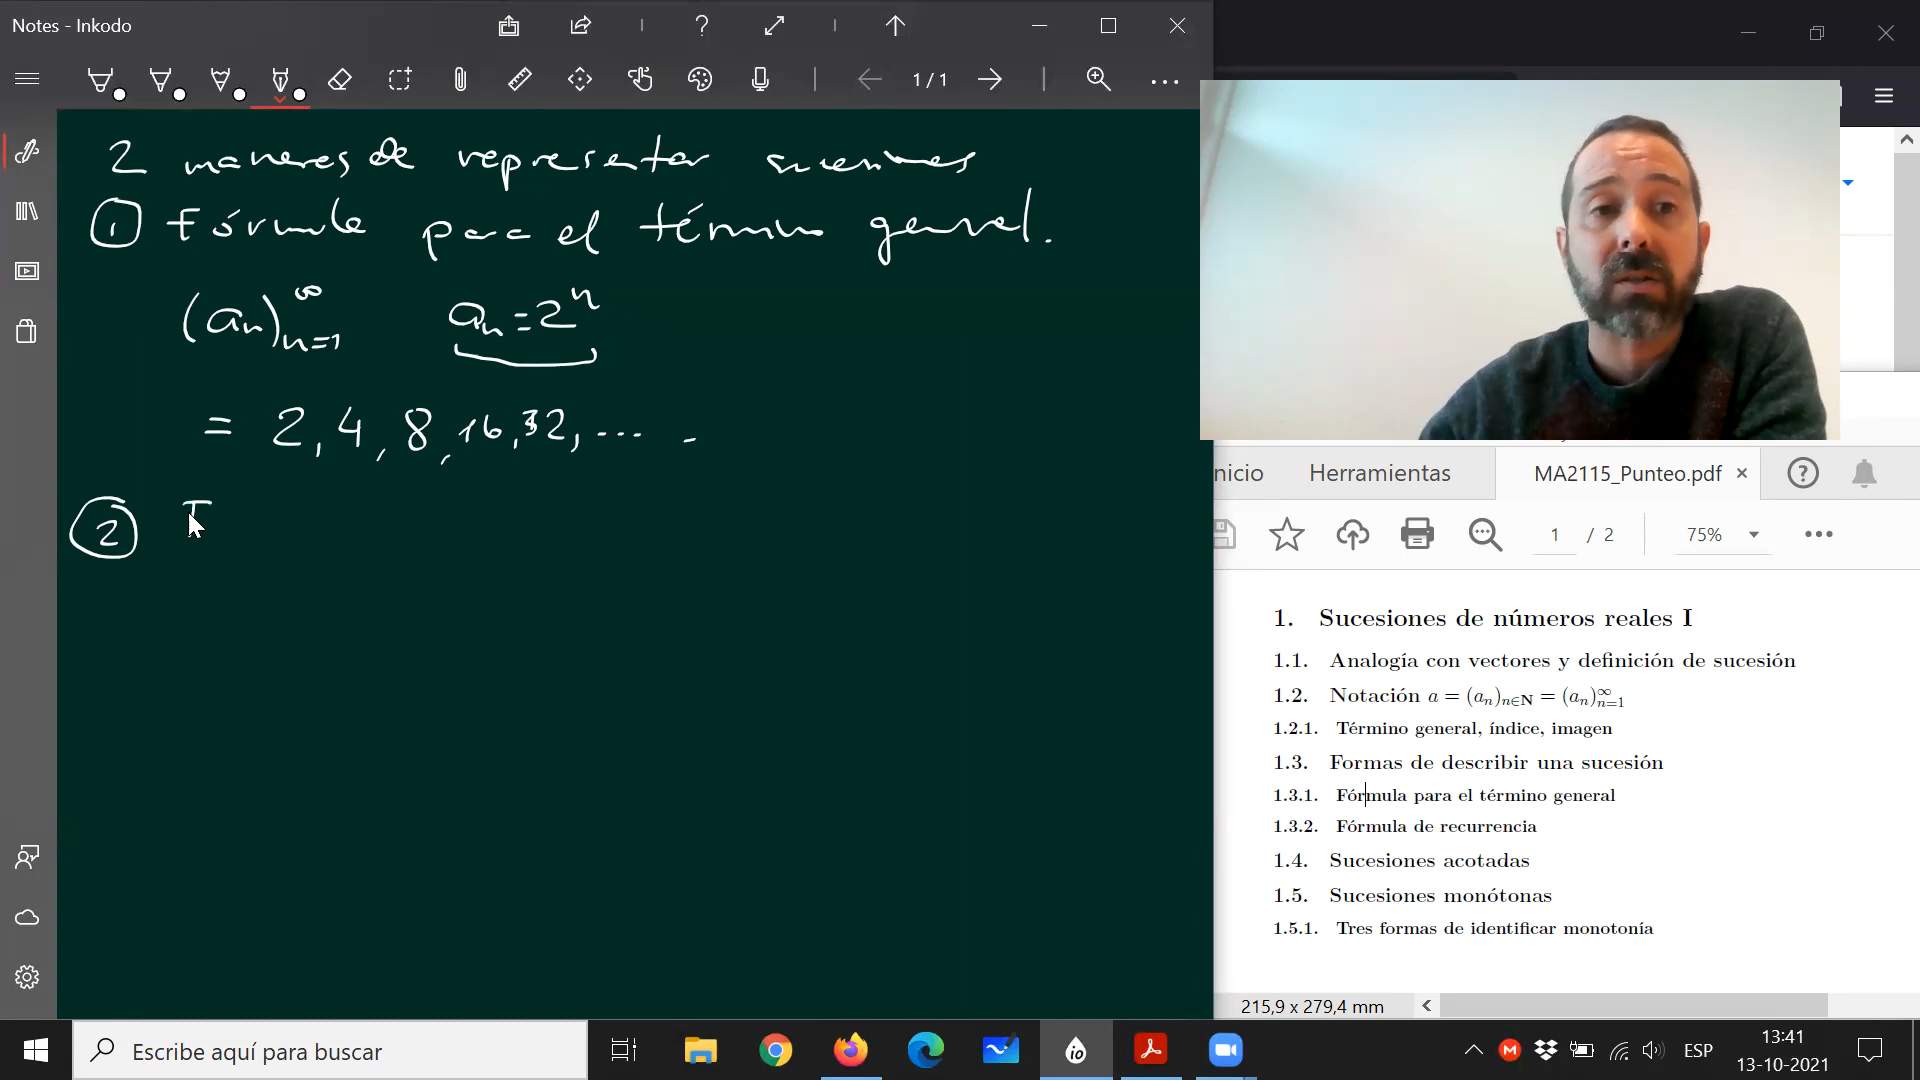 Notes - Inkodo
1 / 1
2 maneras de representar sucesiones
1 Fórmula para el término general.
(aₙ)ₙ₌₁^∞ aₙ = 2ⁿ
= 2, 4, 8, 16, 32, ... .
2
nicio Herramientas MA2115_Punteo.pdf
1 / 2 75%
1. Sucesiones de números reales I
1.1. Analogía con vectores y definición de sucesión
1.2. Notación a = (aₙ)ₙ∈N = (aₙ)ₙ₌₁^∞
1.2.1. Término general, índice, imagen
1.3. Formas de describir una sucesión
1.3.1. Fórmula para el término general
1.3.2. Fórmula de recurrencia
1.4. Sucesiones acotadas
1.5. Sucesiones monótonas
1.5.1. Tres formas de identificar monotonía
215,9 x 279,4 mm
Escribe aquí para buscar
ESP
13:41
13-10-2021